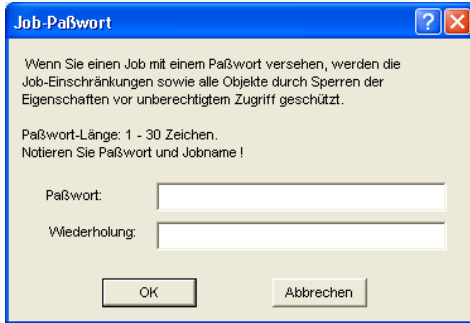 Job-Paßwort
Wenn Sie einen Job mit einem Paßwort versehen, werden die
Job-Einschränkungen sowie alle Objekte durch Sperren der
Eigenschaften vor unberechtigtem Zugriff geschützt.
Paßwort-Länge: 1 - 30 Zeichen.
Notieren Sie Paßwort und Jobname !
Paßwort:
Wiederholung:
OK
Abbrechen